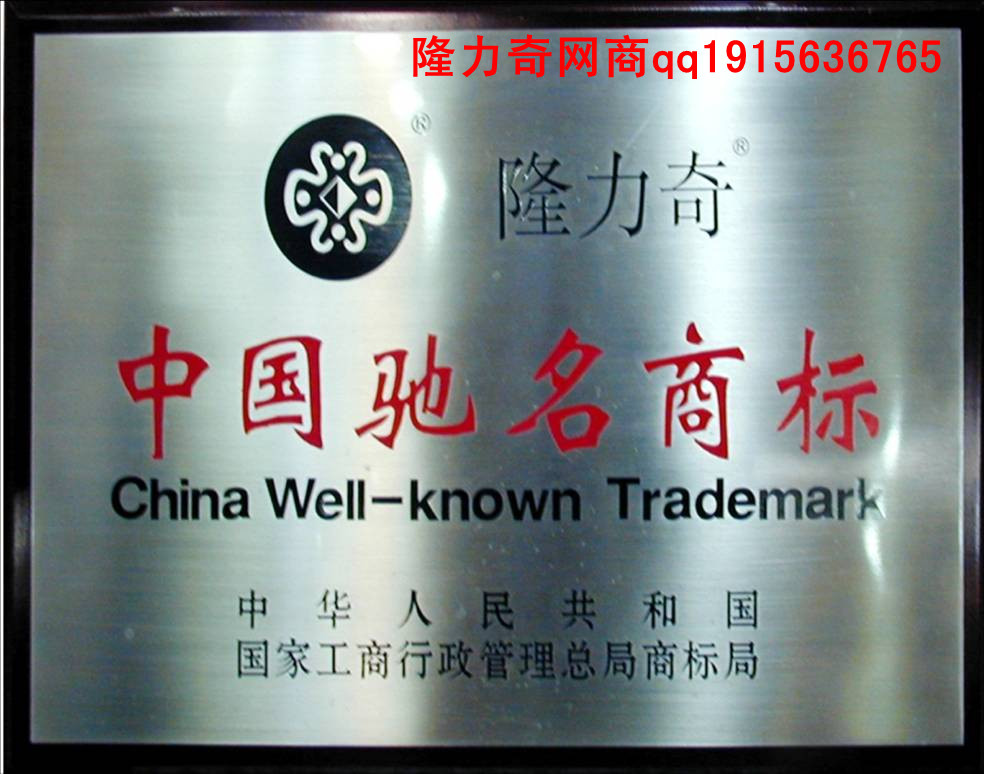 隆力奇网商qq1915636765
®
隆力奇®
中国驰名商标
China Well-known Trademark
中华人民共和国
国家工商行政管理总局商标局